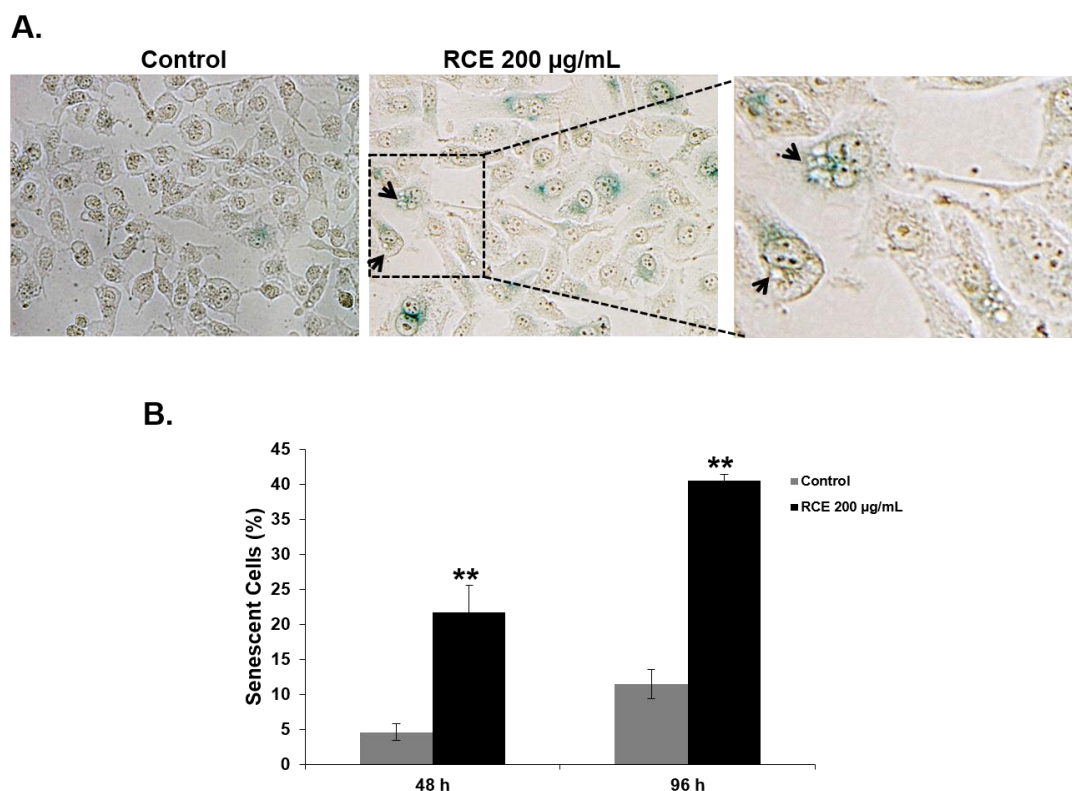 A.
Control
RCE 200 µg/mL
B.
Senescent Cells (%)
45
40
35
30
25
20
15
10
5
0
**
**
48 h
96 h
Control
RCE 200 µg/mL